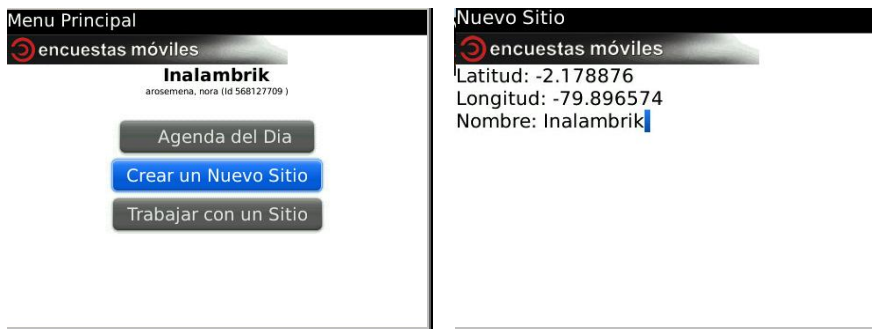 Menu Principal
encuestas móviles
Inalambrik
arosemena, nora (Id 568127709 )
Agenda del Dia
Crear un Nuevo Sitio
Trabajar con un Sitio
Nuevo Sitio
encuestas móviles
Latitud: -2.178876
Longitud: -79.896574
Nombre: Inalambrik